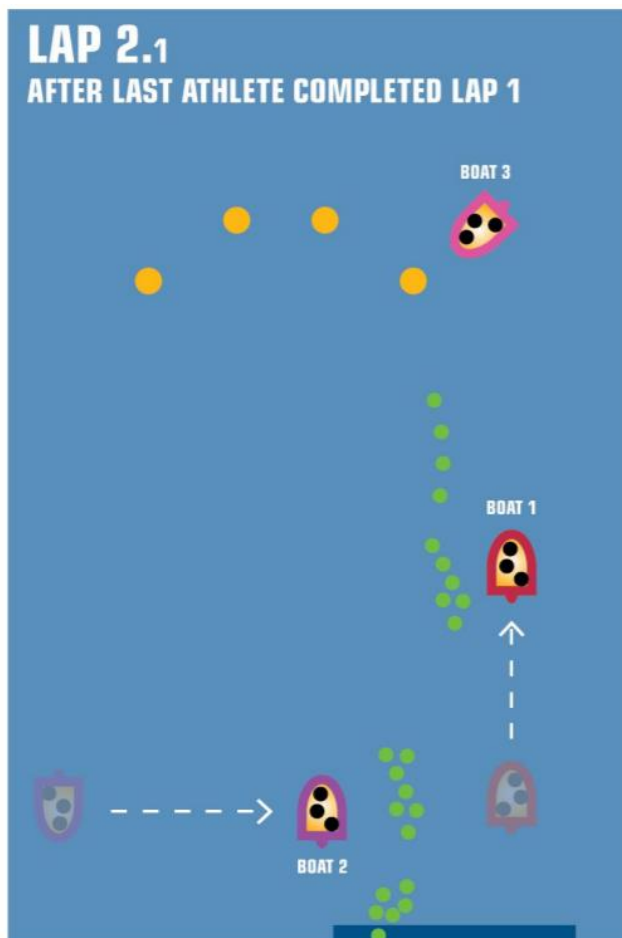 LAP 2.1
AFTER LAST ATHLETE COMPLETED LAP 1
BOAT 3
BOAT 1
BOAT 2